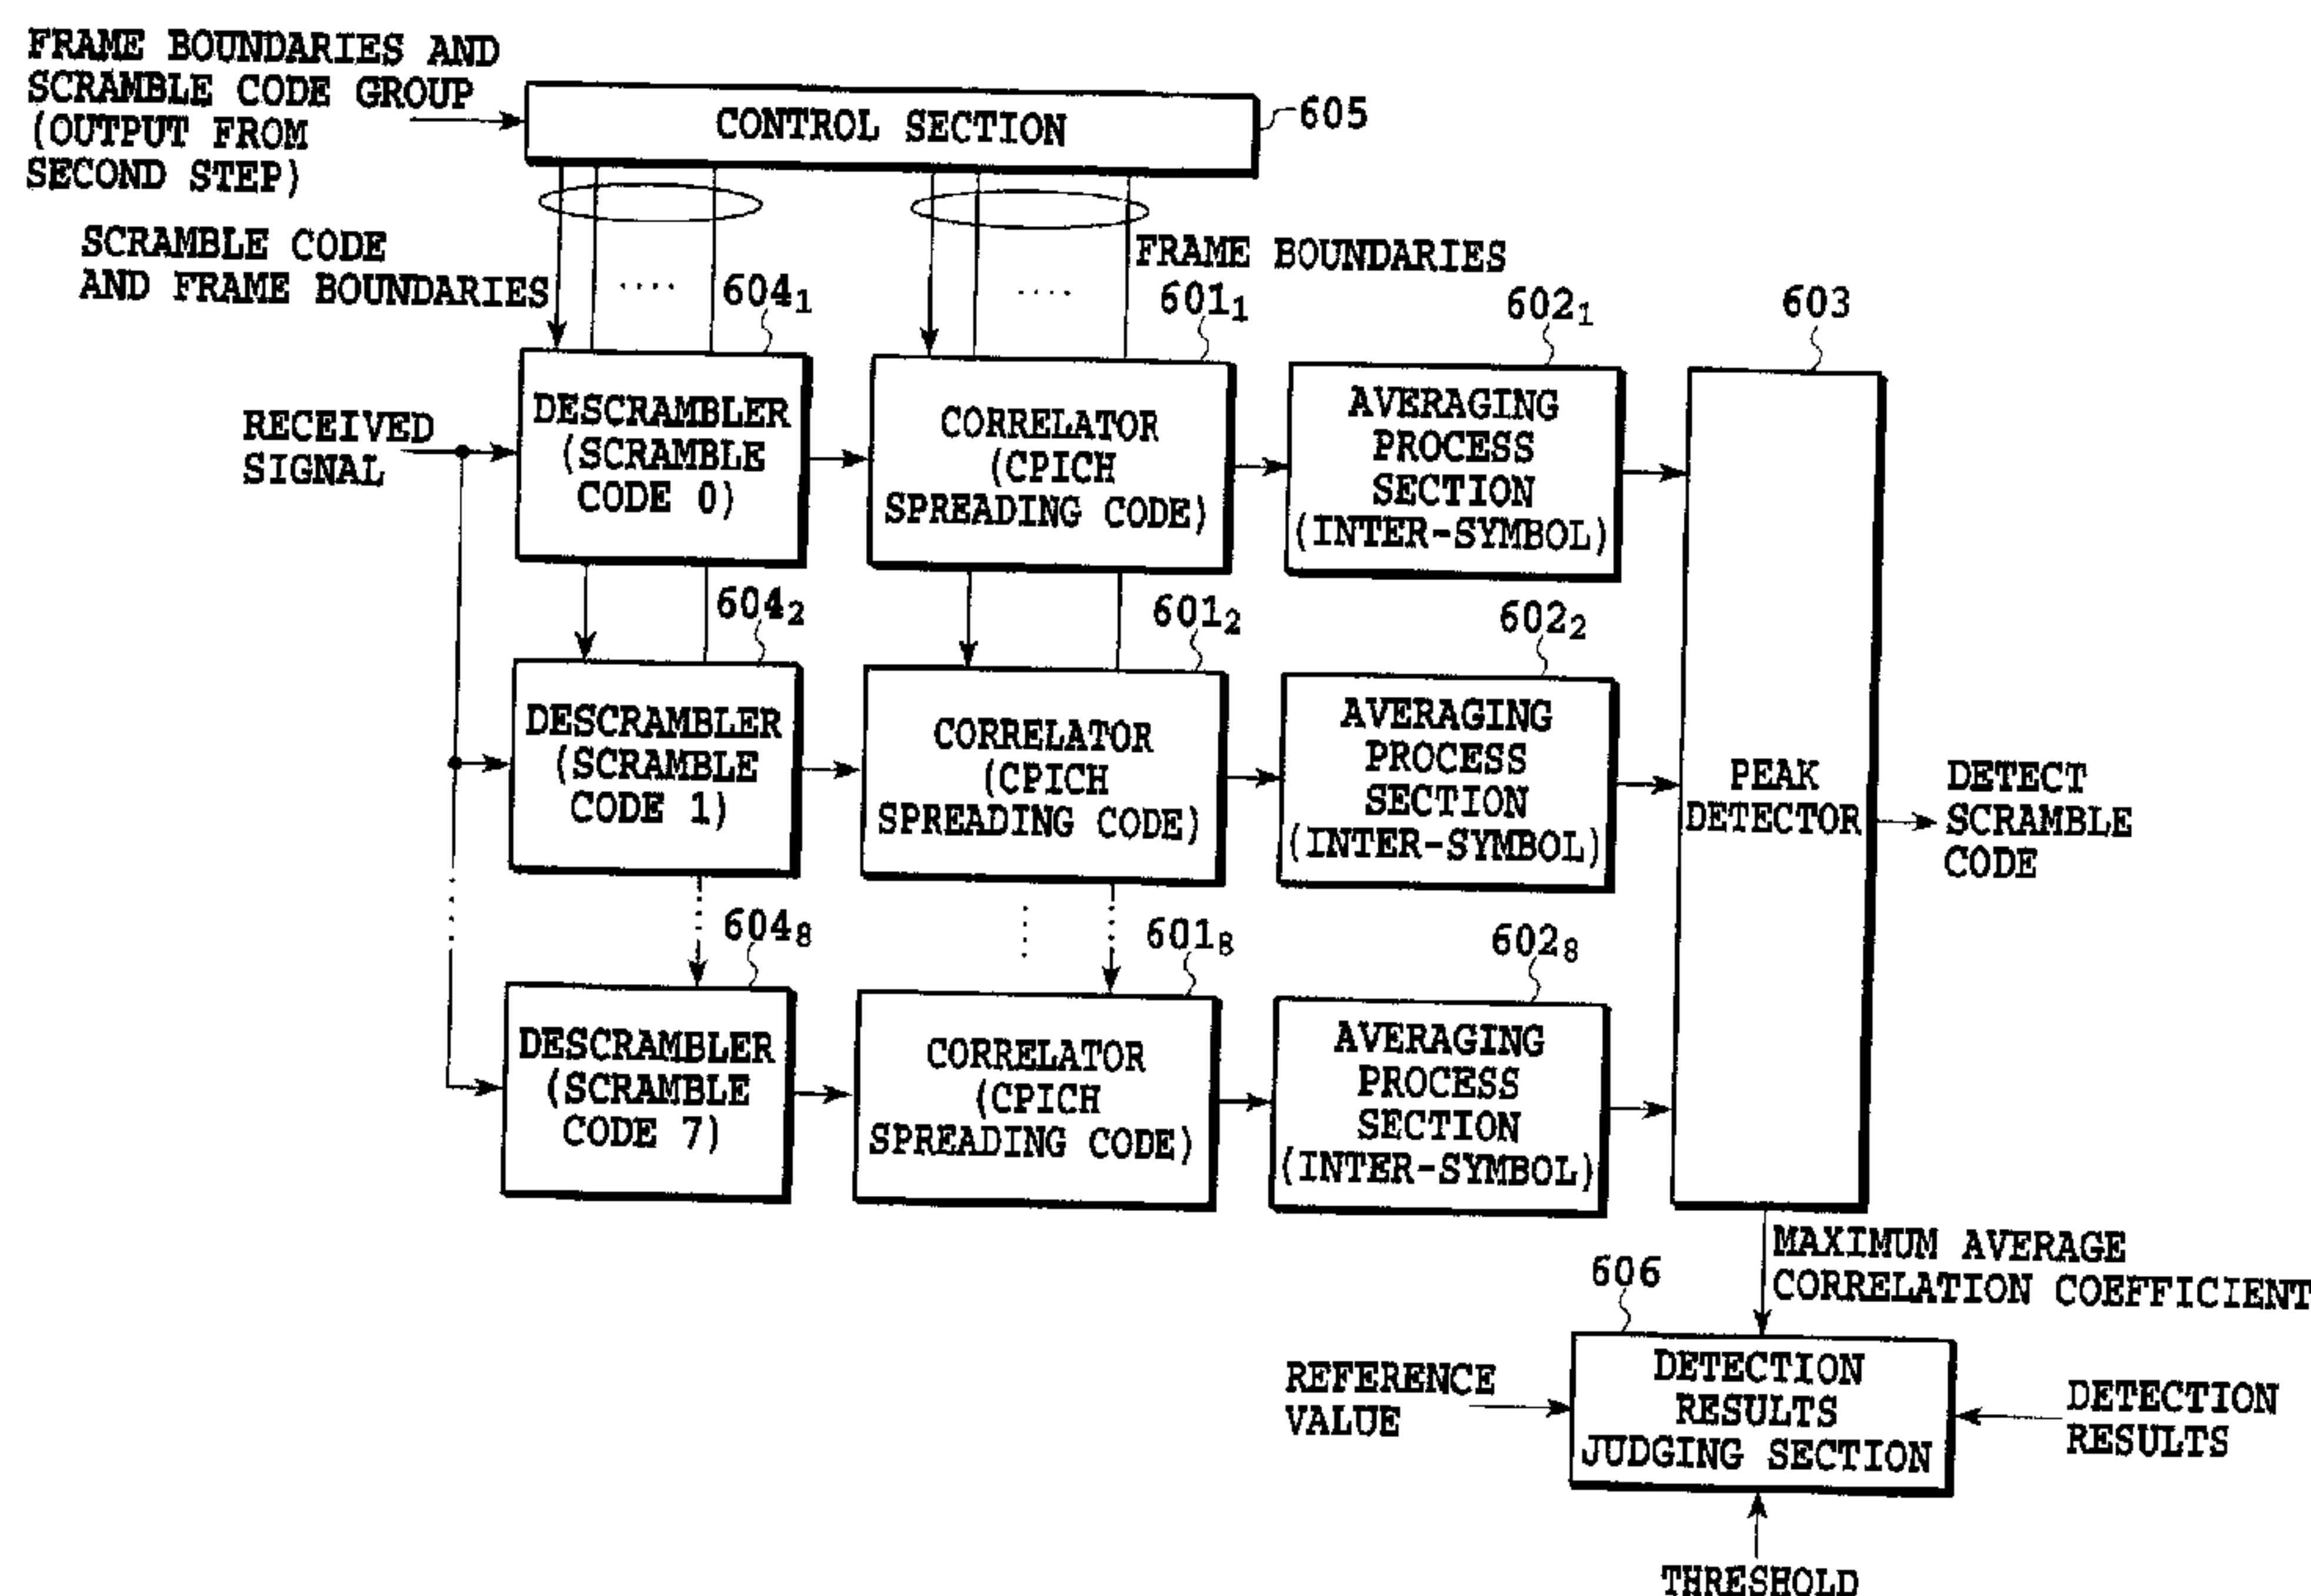 FRAME BOUNDARIES AND
SCRAMBLE CODE GROUP
(OUTPUT FROM
SECOND STEP)
CONTROL SECTION
605
SCRAMBLE CODE
AND FRAME BOUNDARIES
....
604₁
FRAME BOUNDARIES
....
601₁
602₁
603
RECEIVED
SIGNAL
DESCRAMBLER
(SCRAMBLE
CODE 0)
CORRELATOR
(CPICH
SPREADING CODE)
AVERAGING
PROCESS
SECTION
(INTER-SYMBOL)
604₂
601₂
602₂
DESCRAMBLER
(SCRAMBLE
CODE 1)
CORRELATOR
(CPICH
SPREADING CODE)
AVERAGING
PROCESS
SECTION
(INTER-SYMBOL)
PEAK
DETECTOR
DETECT
SCRAMBLE
CODE
604₈
601₈
602₈
DESCRAMBLER
(SCRAMBLE
CODE 7)
CORRELATOR
(CPICH
SPREADING CODE)
AVERAGING
PROCESS
SECTION
(INTER-SYMBOL)
MAXIMUM AVERAGE
CORRELATION COEFFICIENT
606
REFERENCE
VALUE
DETECTION
RESULTS
JUDGING SECTION
DETECTION
RESULTS
THRESHOLD